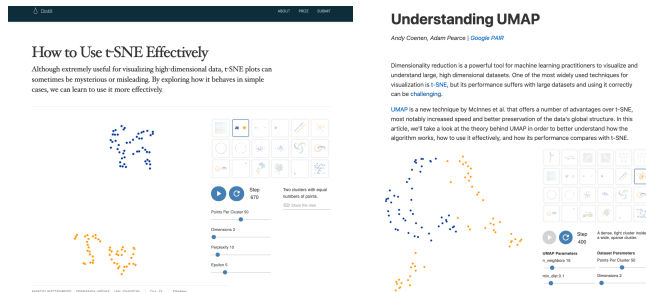 Distill
ABOUT PRIZE SUBMIT
How to Use t-SNE Effectively
Although extremely useful for visualizing high-dimensional data, t-SNE plots can
sometimes be mysterious or misleading. By exploring how it behaves in simple
cases, we can learn to use it more effectively.
Step
670
Two clusters with equal
numbers of points.
Share this view
Points Per Cluster 50
Dimensions 2
Perplexity 10
Epsilon 5
Understanding UMAP
Andy Coenen, Adam Pearce | Google PAIR
Dimensionality reduction is a powerful tool for machine learning practitioners to visualize and
understand large, high dimensional datasets. One of the most widely used techniques for
visualization is t-SNE, but its performance suffers with large datasets and using it correctly
can be challenging.
UMAP is a new technique by McInnes et al. that offers a number of advantages over t-SNE,
most notably increased speed and better preservation of the data's global structure. In this
article, we'll take a look at the theory behind UMAP in order to better understand how the
algorithm works, how to use it effectively, and how its performance compares with t-SNE.
Step
400
A dense, tight cluster inside
a wide, sparse cluster.
UMAP Parameters
n_neighbors 15
min_dist 0.1
Dataset Parameters
Points Per Cluster 50
Dimensions 2